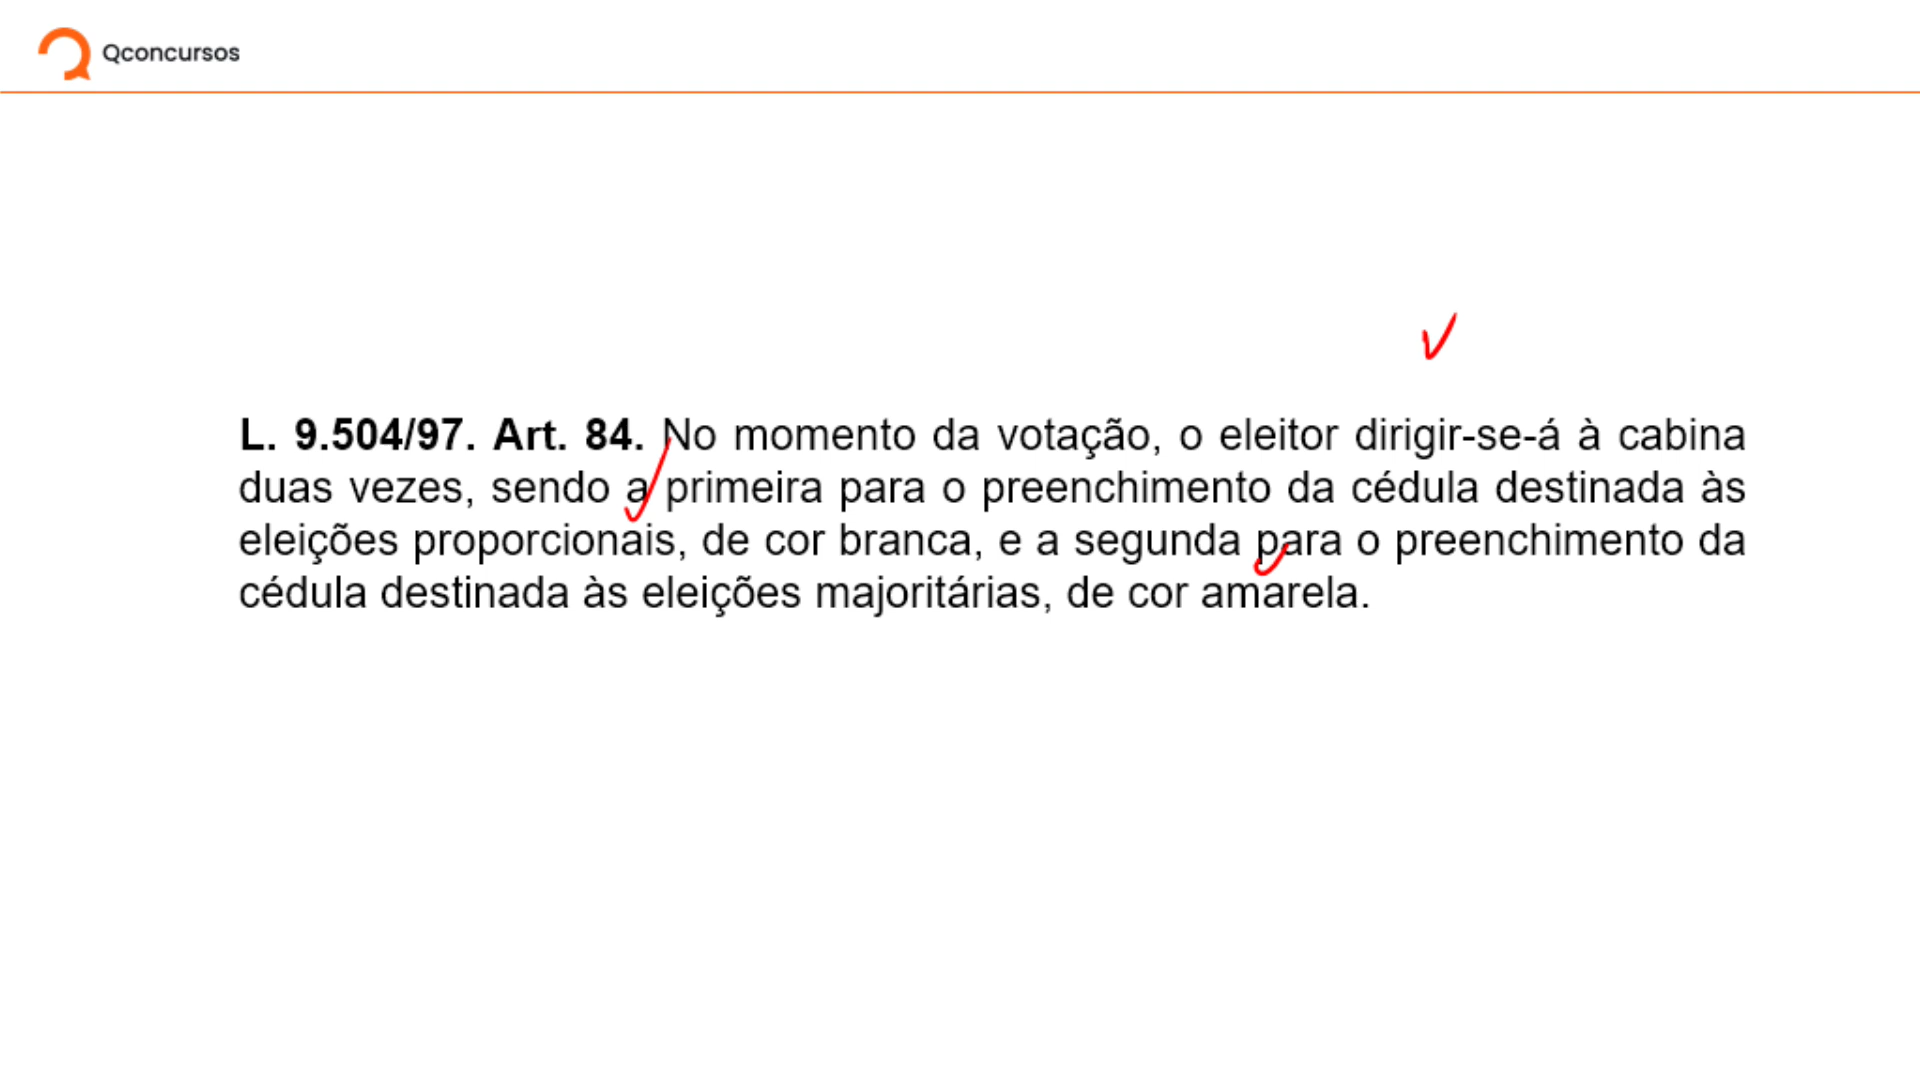 Qconcursos
L. 9.504/97. Art. 84. No momento da votação, o eleitor dirigir-se-á à cabina
duas vezes, sendo a primeira para o preenchimento da cédula destinada às
eleições proporcionais, de cor branca, e a segunda para o preenchimento da
cédula destinada às eleições majoritárias, de cor amarela.